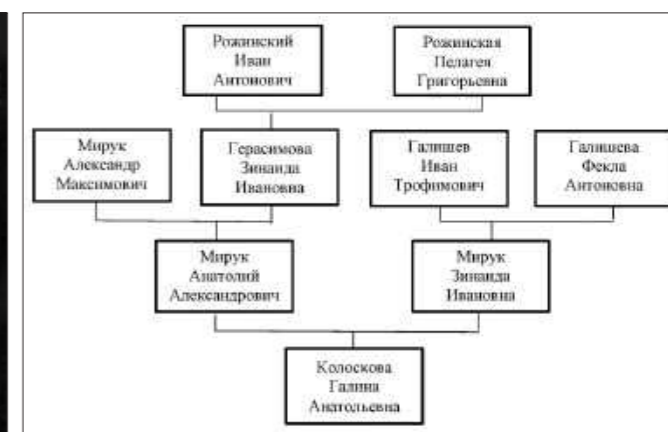 Рожинский
Иван
Антонович
Рожинская
Пелагея
Григорьевна
Мирук
Александр
Максимович
Герасимова
Зинаида
Ивановна
Галишев
Иван
Трофимович
Галишева
Фекла
Антоновна
Мирук
Анатолий
Александрович
Мирук
Зинаида
Ивановна
Колоскова
Галина
Анатольевна